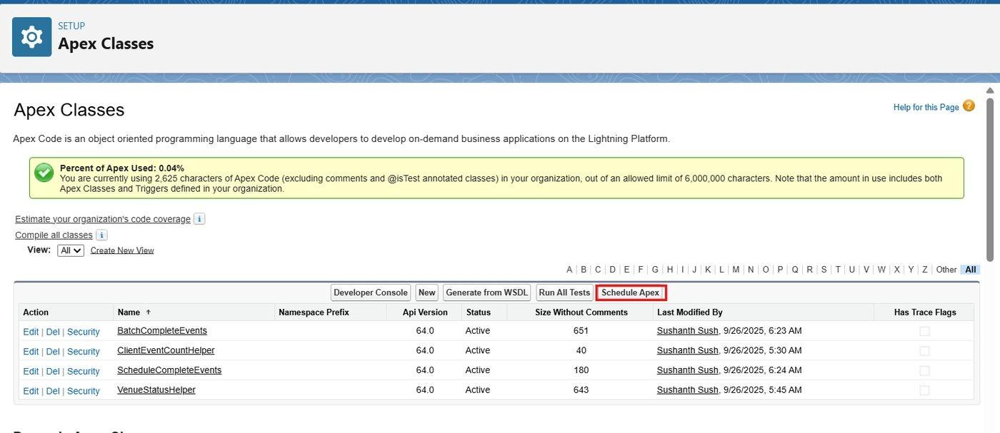 SETUP
Apex Classes
Apex Classes
Help for this Page ?
Apex Code is an object oriented programming language that allows developers to develop on-demand business applications on the Lightning Platform.
Percent of Apex Used: 0.04%
You are currently using 2,625 characters of Apex Code (excluding comments and @isTest annotated classes) in your organization, out of an allowed limit of 6,000,000 characters. Note that the amount in use includes both
Apex Classes and Triggers defined in your organization.
Estimate your organization's code coverage i
Compile all classes i
View: All Create New View
A | B | C | D | E | F | G | H | I | J | K | L | M | N | O | P | Q | R | S | T | U | V | W | X | Y | Z | Other | All
Developer Console New Generate from WSDL Run All Tests Schedule Apex
Action Name ↑ Namespace Prefix Api Version Status Size Without Comments Last Modified By Has Trace Flags
Edit | Del | Security BatchCompleteEvents 64.0 Active 651 Sushanth Sush, 9/26/2025, 6:23 AM
Edit | Del | Security ClientEventCountHelper 64.0 Active 40 Sushanth Sush, 9/26/2025, 5:30 AM
Edit | Del | Security ScheduleCompleteEvents 64.0 Active 180 Sushanth Sush, 9/26/2025, 6:24 AM
Edit | Del | Security VenueStatusHelper 64.0 Active 643 Sushanth Sush, 9/26/2025, 5:45 AM